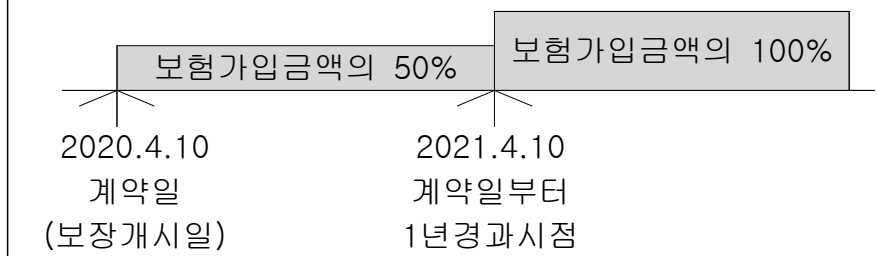 보험가입금액의 50%
보험가입금액의 100%
2020.4.10
계약일
(보장개시일)
2021.4.10
계약일부터
1년경과시점